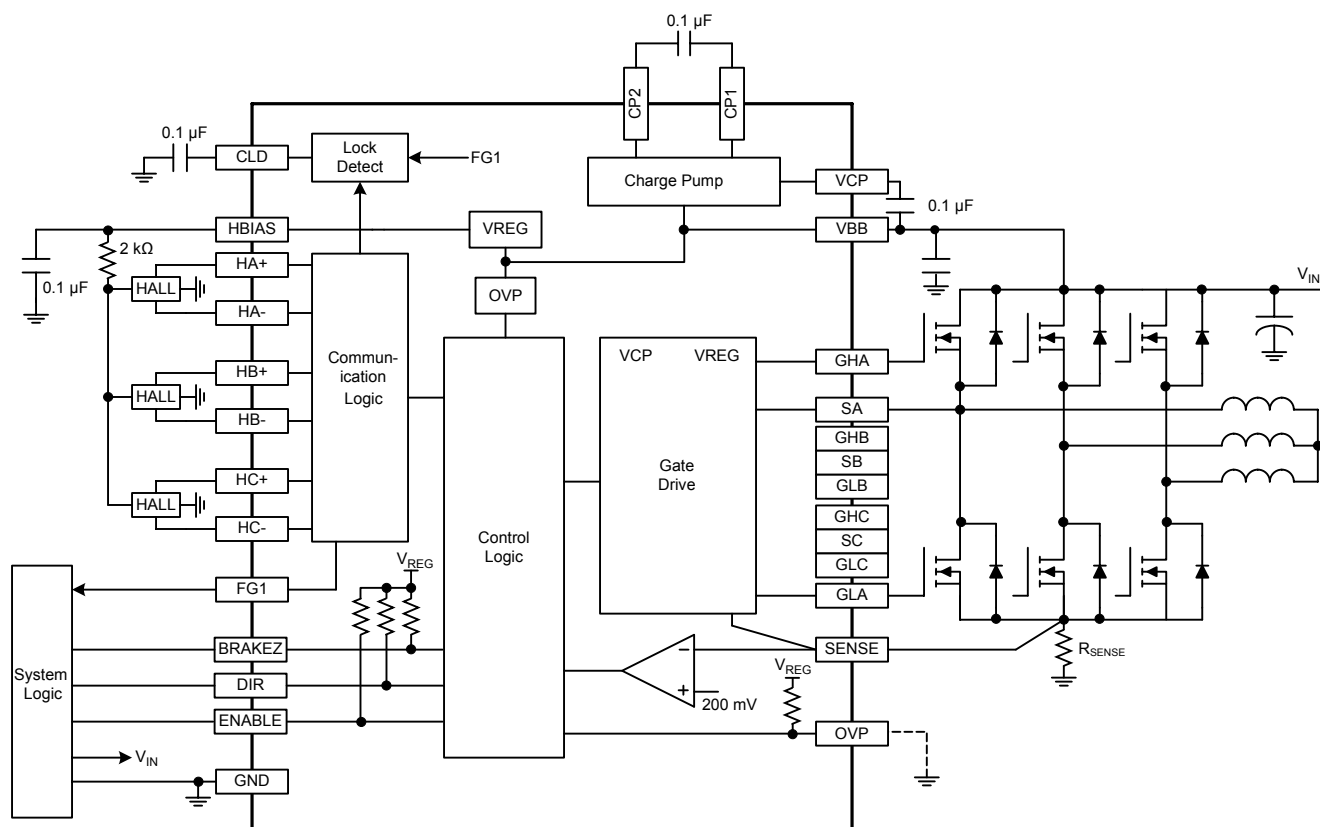 0.1 µF
CP2
CP1
0.1 µF
CLD
Lock
Detect
FG1
Charge Pump
VCP
0.1 µF
HBIAS
VREG
VBB
2 kΩ
0.1 µF
HA+
HALL
HA-
OVP
VIN
HB+
HALL
HB-
Commun-
ication
Logic
VCP
VREG
GHA
SA
GHB
SB
GLB
GHC
SC
GLC
GLA
Gate
Drive
HC+
HALL
HC-
Control
Logic
VREG
FG1
System
Logic
BRAKEZ
DIR
ENABLE
VIN
GND
SENSE
RSENSE
200 mV
VREG
OVP